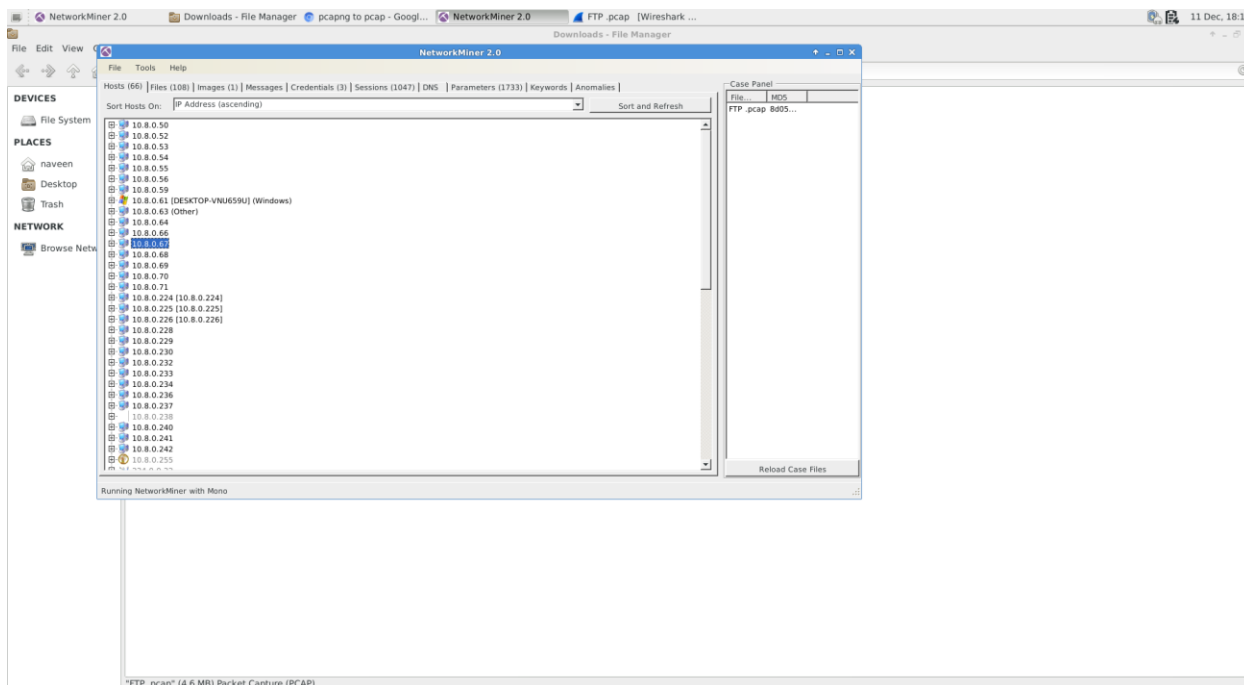 NetworkMiner 2.0 Downloads - File Manager pcapng to pcap - Googl... NetworkMiner 2.0 FTP .pcap [Wireshark ... 11 Dec, 18:1
Downloads - File Manager
File Edit View
NetworkMiner 2.0
File Tools Help
Hosts (66) Files (108) Images (1) Messages Credentials (3) Sessions (1047) DNS Parameters (1733) Keywords Anomalies
Sort Hosts On: IP Address (ascending) Sort and Refresh
10.8.0.50
10.8.0.52
10.8.0.53
10.8.0.54
10.8.0.55
10.8.0.56
10.8.0.59
10.8.0.61 [DESKTOP-VNU659U] (Windows)
10.8.0.63 (Other)
10.8.0.64
10.8.0.66
10.8.0.67
10.8.0.68
10.8.0.69
10.8.0.70
10.8.0.71
10.8.0.224 [10.8.0.224]
10.8.0.225 [10.8.0.225]
10.8.0.226 [10.8.0.226]
10.8.0.228
10.8.0.229
10.8.0.230
10.8.0.232
10.8.0.233
10.8.0.234
10.8.0.236
10.8.0.237
10.8.0.238
10.8.0.240
10.8.0.241
10.8.0.242
10.8.0.255
Case Panel
File... MD5
FTP .pcap 8d05...
Reload Case Files
Running NetworkMiner with Mono
DEVICES
File System
PLACES
naveen
Desktop
Trash
NETWORK
Browse Netw
"FTP .pcap" (4.6 MB) Packet Capture (PCAP)